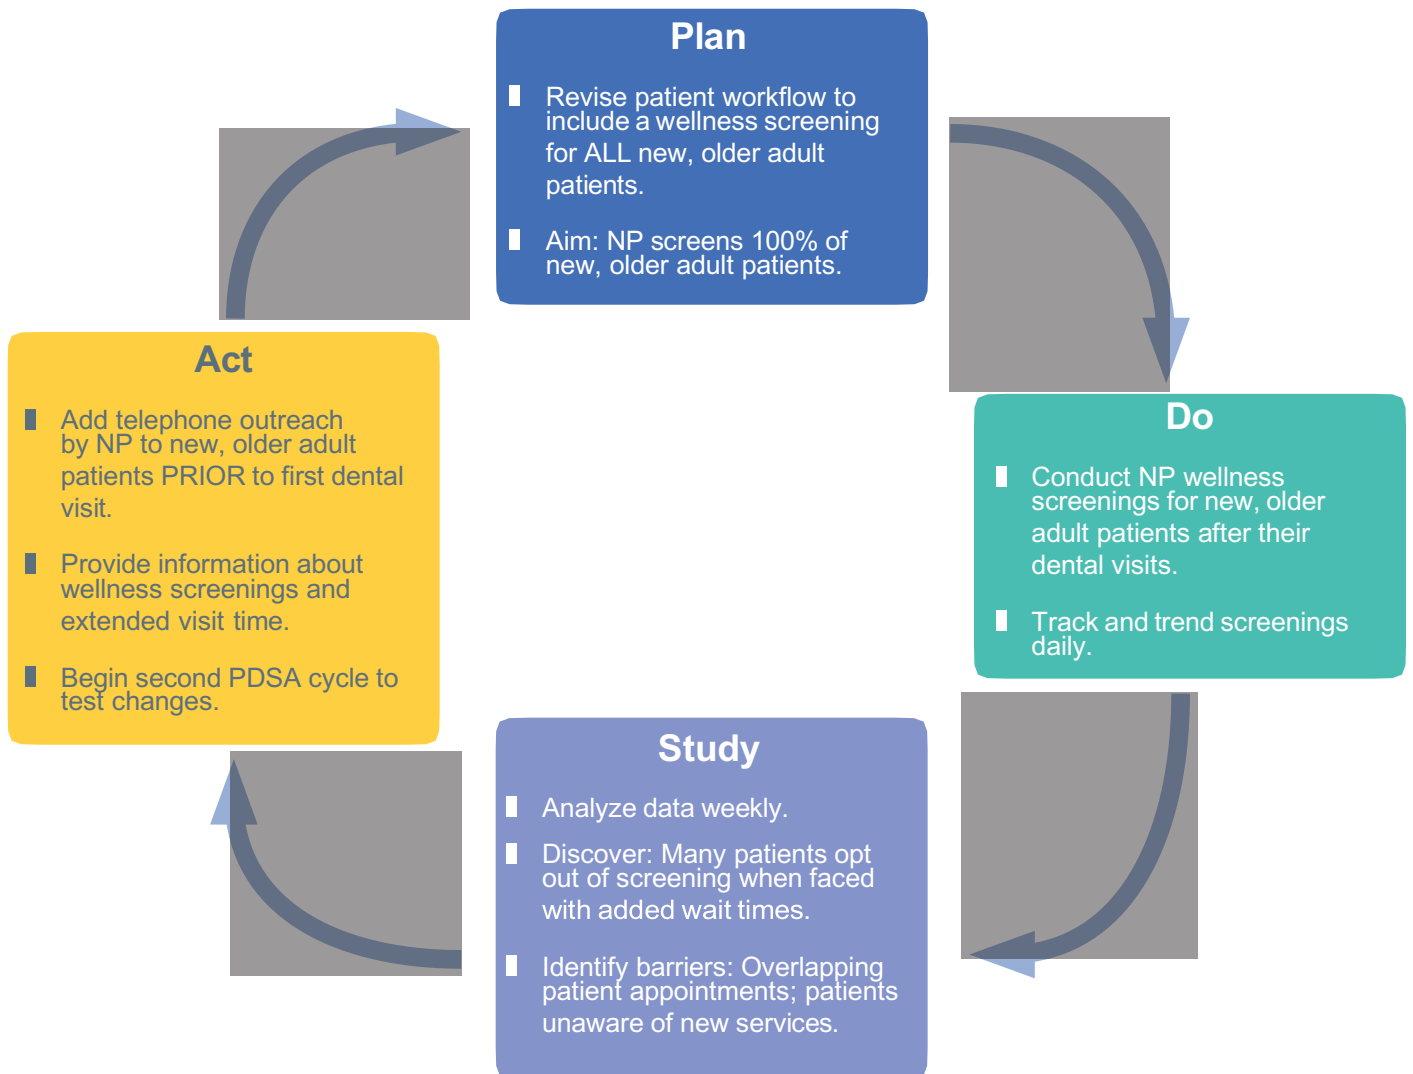 Plan
Revise patient workflow to
include a wellness screening
for ALL new, older adult
patients.
Aim: NP screens 100% of
new, older adult patients.
Do
Conduct NP wellness
screenings for new, older
adult patients after their
dental visits.
Track and trend screenings
daily.
Study
Analyze data weekly.
Discover: Many patients opt
out of screening when faced
with added wait times.
Identify barriers: Overlapping
patient appointments; patients
unaware of new services.
Act
Add telephone outreach
by NP to new, older adult
patients PRIOR to first dental
visit.
Provide information about
wellness screenings and
extended visit time.
Begin second PDSA cycle to
test changes.